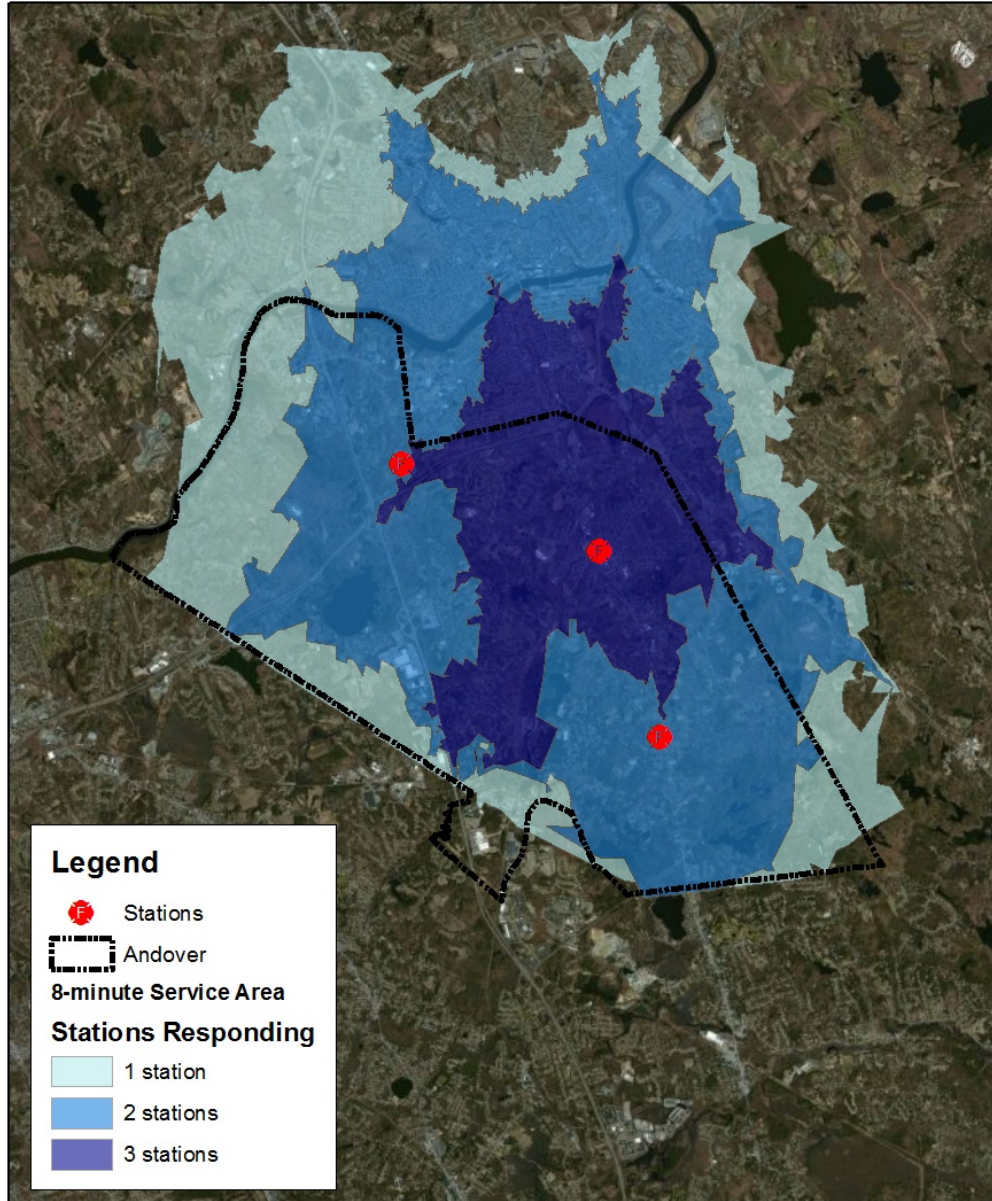 F
F
F
Legend
F Stations
Andover
8-minute Service Area
Stations Responding
1 station
2 stations
3 stations